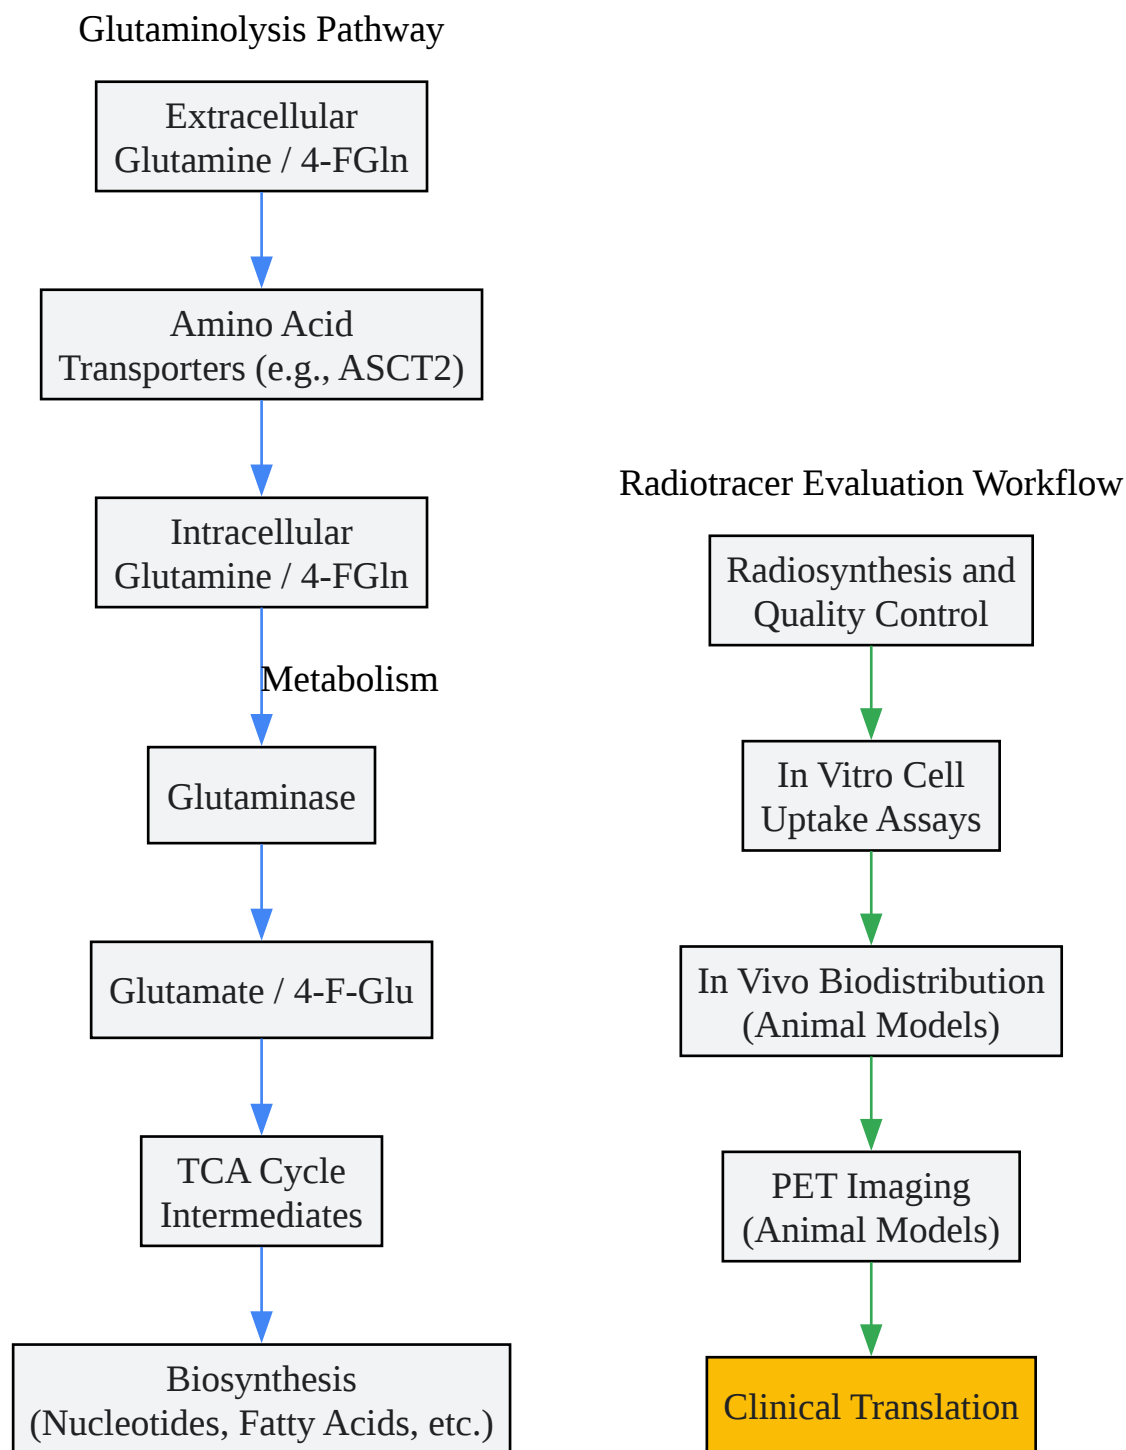 Glutaminolysis Pathway
Extracellular
Glutamine / 4-FGln
Amino Acid
Transporters (e.g., ASCT2)
Intracellular
Glutamine / 4-FGln
Metabolism
Glutaminase
Glutamate / 4-F-Glu
TCA Cycle
Intermediates
Biosynthesis
(Nucleotides, Fatty Acids, etc.)
Radiotracer Evaluation Workflow
Radiosynthesis and
Quality Control
In Vitro Cell
Uptake Assays
In Vivo Biodistribution
(Animal Models)
PET Imaging
(Animal Models)
Clinical Translation